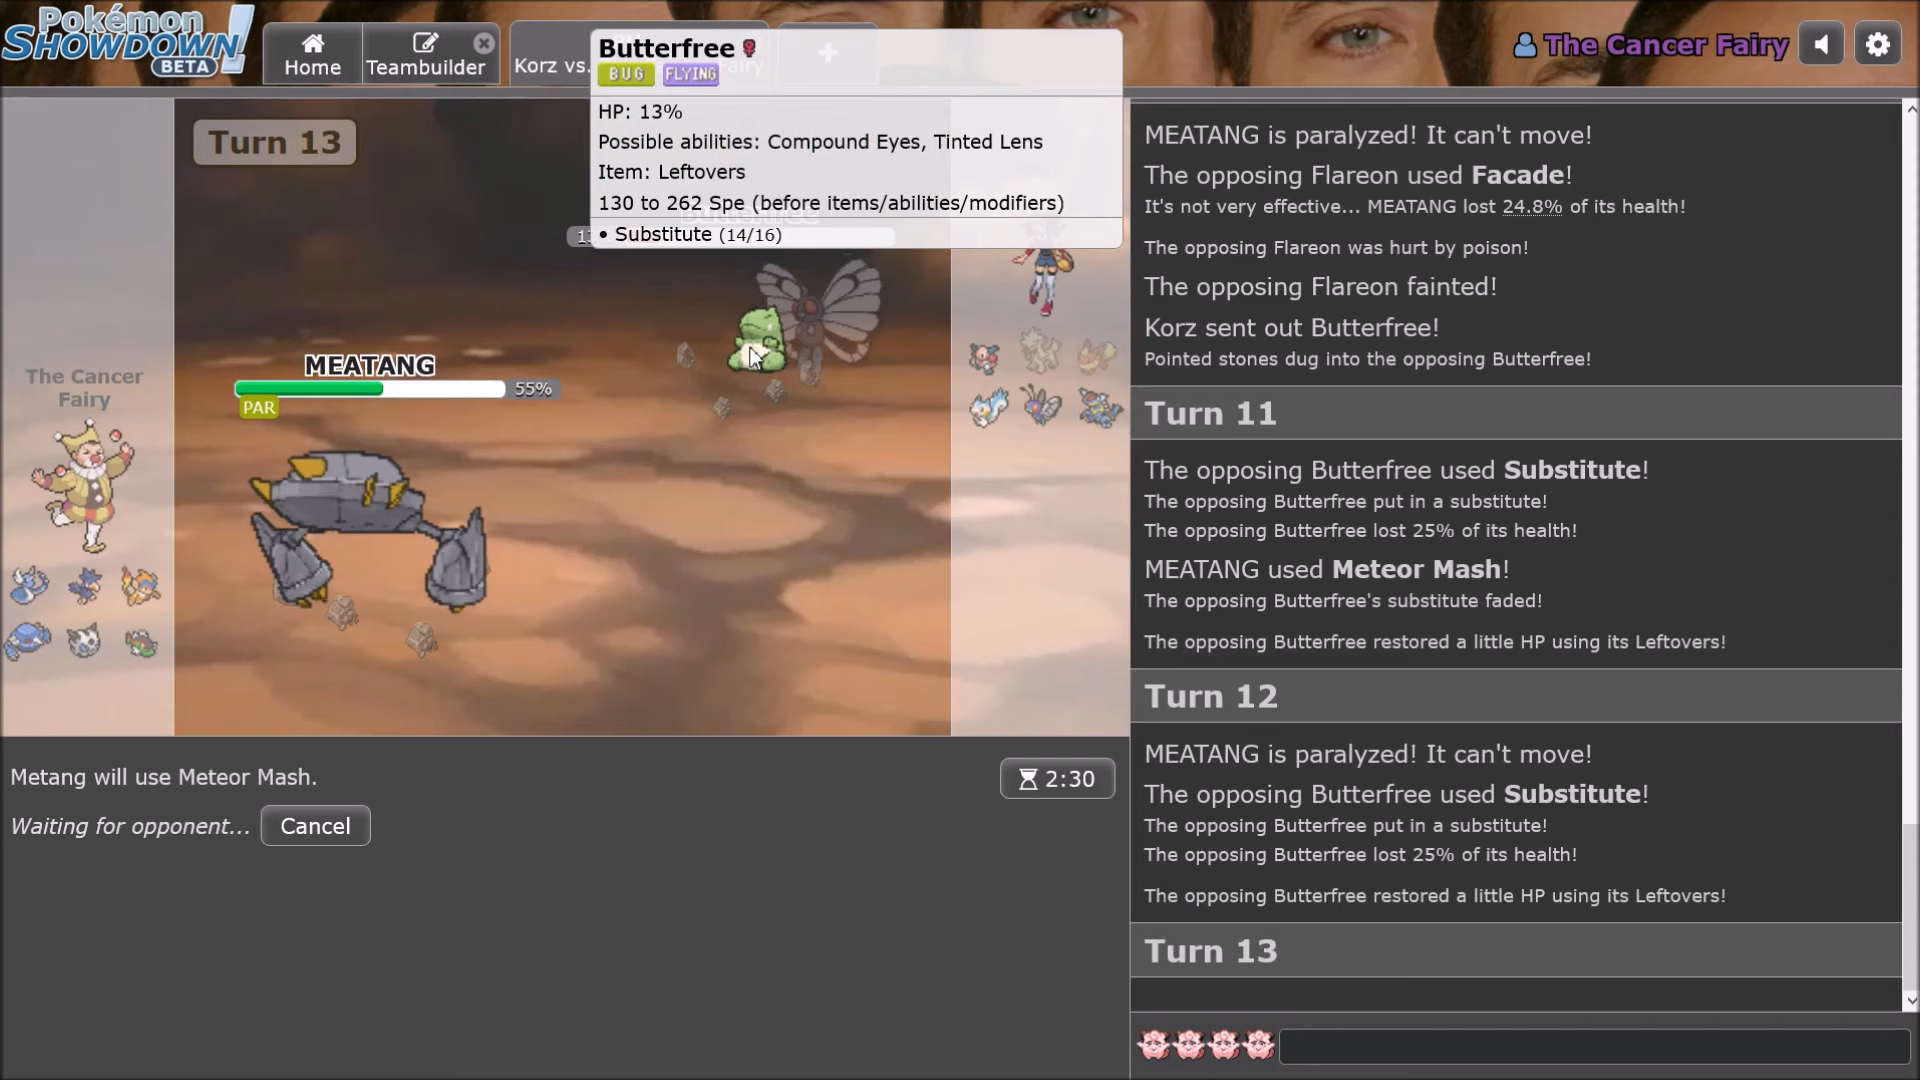 Pokémon
SHOWDOWN!
BETA
Home
Teambuilder
Korz vs.
Butterfree
BUG FLYING
HP: 13%
Possible abilities: Compound Eyes, Tinted Lens
Item: Leftovers
130 to 262 Spe (before items/abilities/modifiers)
• Substitute (14/16)
The Cancer Fairy
Turn 13
MEATANG
55%
PAR
The Cancer
Fairy
Metang will use Meteor Mash.
2:30
Waiting for opponent...
Cancel
MEATANG is paralyzed! It can't move!
The opposing Flareon used Facade!
It's not very effective... MEATANG lost 24.8% of its health!
The opposing Flareon was hurt by poison!
The opposing Flareon fainted!
Korz sent out Butterfree!
Pointed stones dug into the opposing Butterfree!
Turn 11
The opposing Butterfree used Substitute!
The opposing Butterfree put in a substitute!
The opposing Butterfree lost 25% of its health!
MEATANG used Meteor Mash!
The opposing Butterfree's substitute faded!
The opposing Butterfree restored a little HP using its Leftovers!
Turn 12
MEATANG is paralyzed! It can't move!
The opposing Butterfree used Substitute!
The opposing Butterfree put in a substitute!
The opposing Butterfree lost 25% of its health!
The opposing Butterfree restored a little HP using its Leftovers!
Turn 13